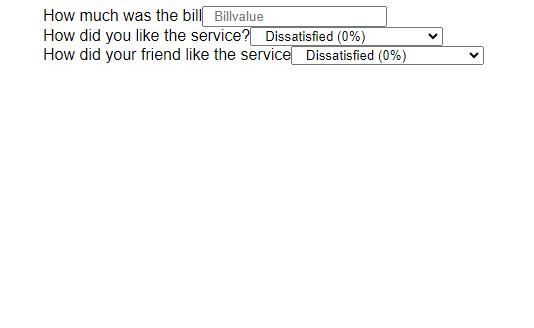 How much was the bill Billvalue
How did you like the service? Dissatisfied (0%)
How did your friend like the service Dissatisfied (0%)